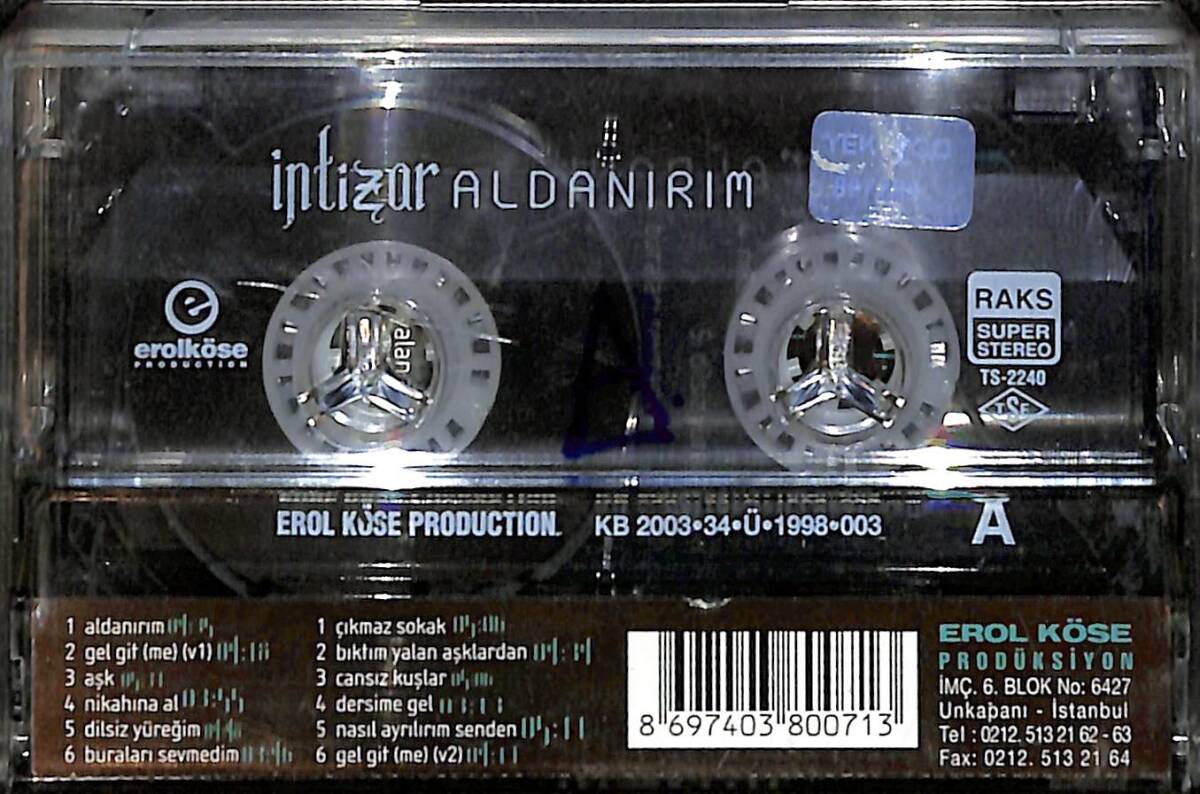 intizar ALDANIRIM
erolköse
PRODUCTION
alan
RAKS
SUPER
STEREO
TS-2240
TSE
EROL KÖSE PRODUCTION. KB 2003•34•Ü•1998•003 A
1 aldanırım
2 gel git (me) (v1)
3 aşk
4 nikahına al
5 dilsiz yüreğim
6 buraları sevmedim
1 çıkmaz sokak
2 bıktım yalan aşklardan
3 cansız kuşlar
4 dersime gel
5 nasıl ayrılırım senden
6 gel git (me) (v2)
8 697403 800713
EROL KÖSE
PRODÜKSİYON
İMÇ. 6. BLOK No: 6427
Unkapanı - İstanbul
Tel : 0212. 513 21 62 - 63
Fax: 0212. 513 21 64